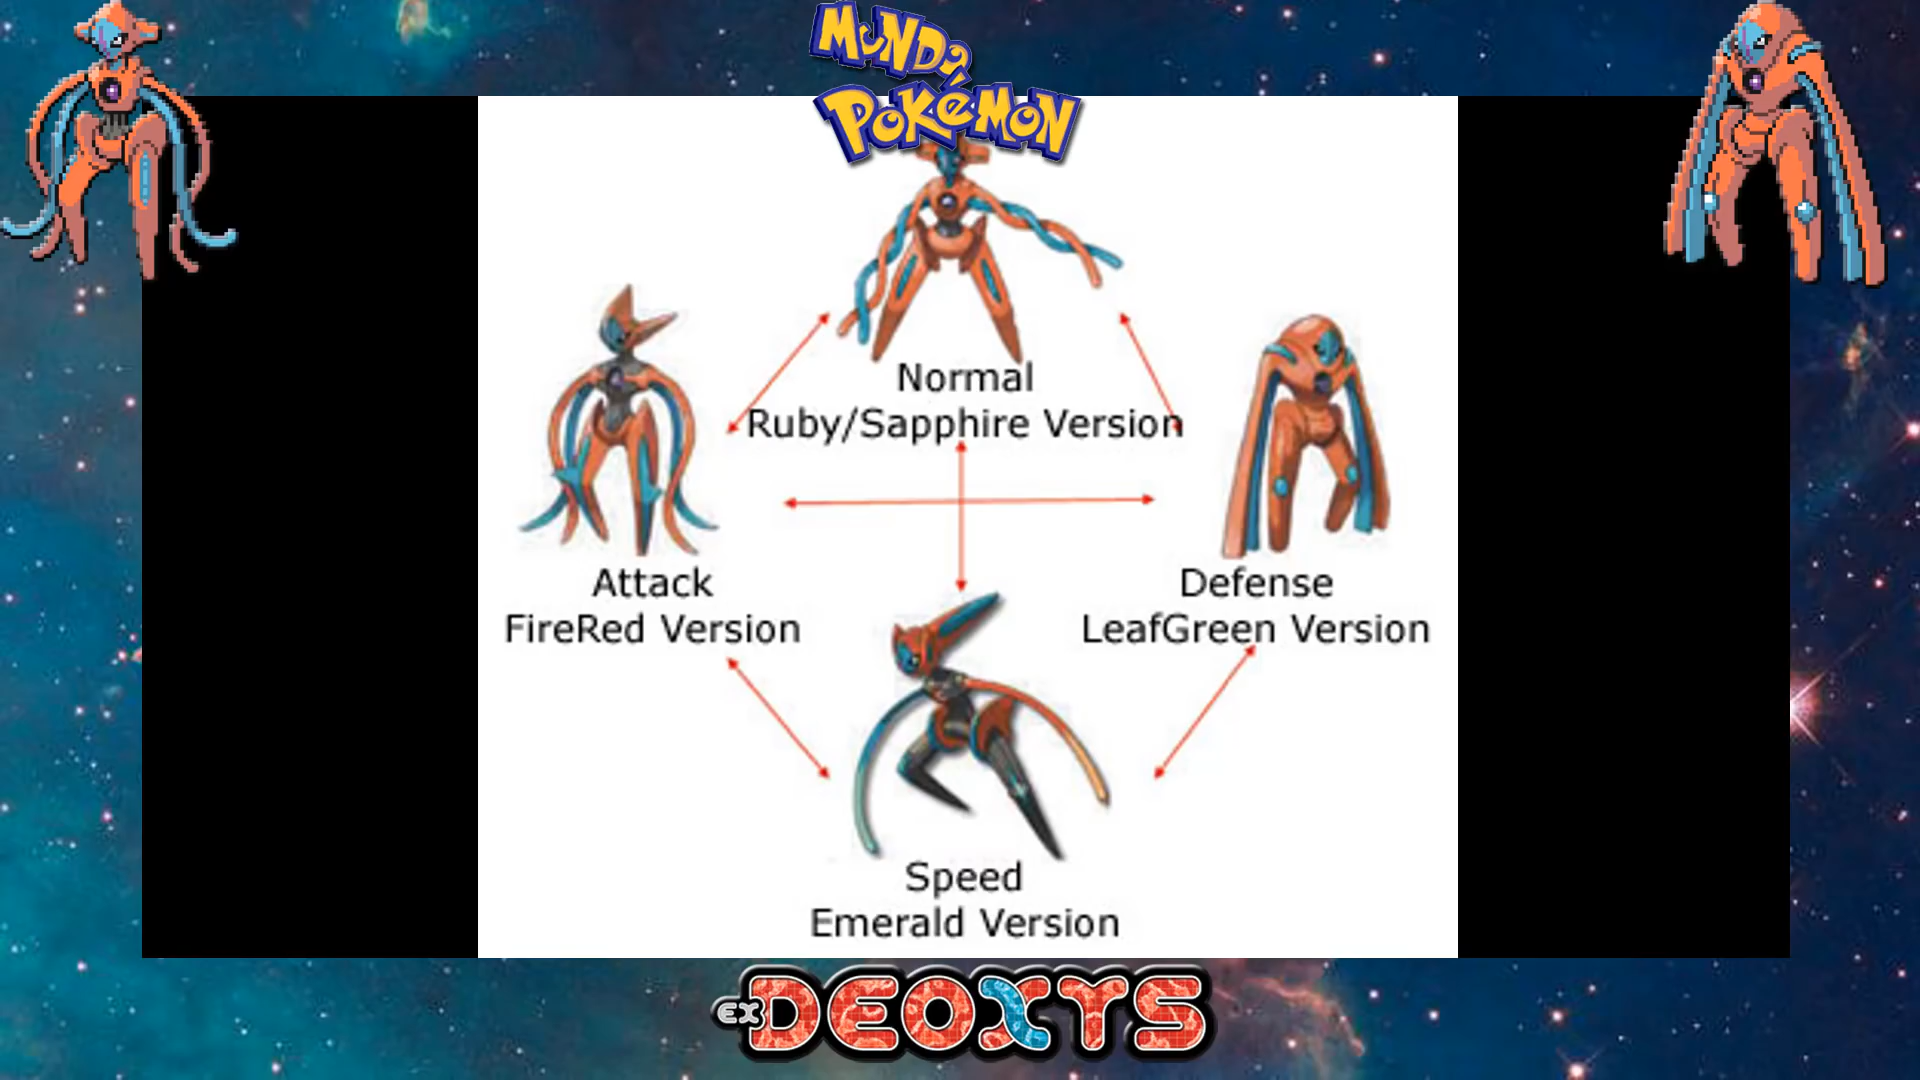 MUNDO
POKéMON
Normal
Ruby/Sapphire Version
Attack
FireRed Version
Defense
LeafGreen Version
Speed
Emerald Version
EX DEOXYS